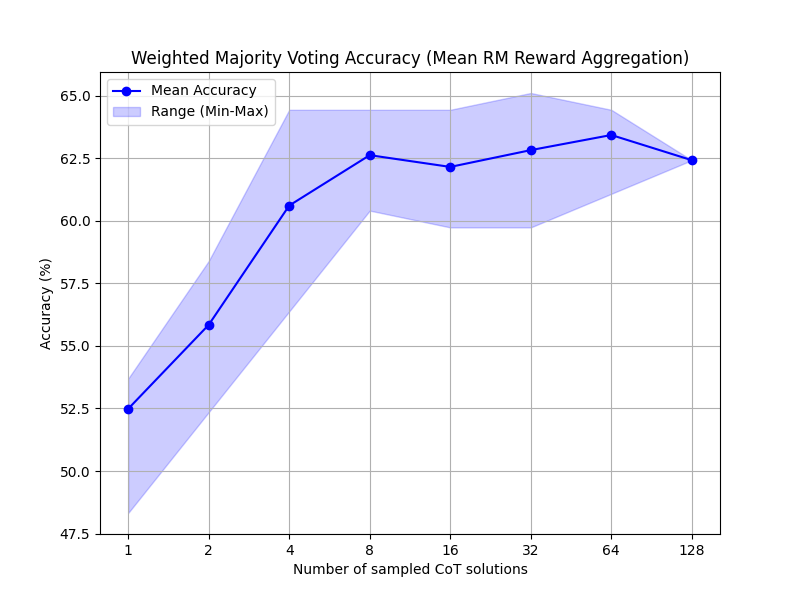 Weighted Majority Voting Accuracy (Mean RM Reward Aggregation)
Mean Accuracy
Range (Min-Max)
65.0
62.5
60.0
57.5
55.0
52.5
50.0
47.5
Accuracy (%)
1 2 4 8 16 32 64 128
Number of sampled CoT solutions